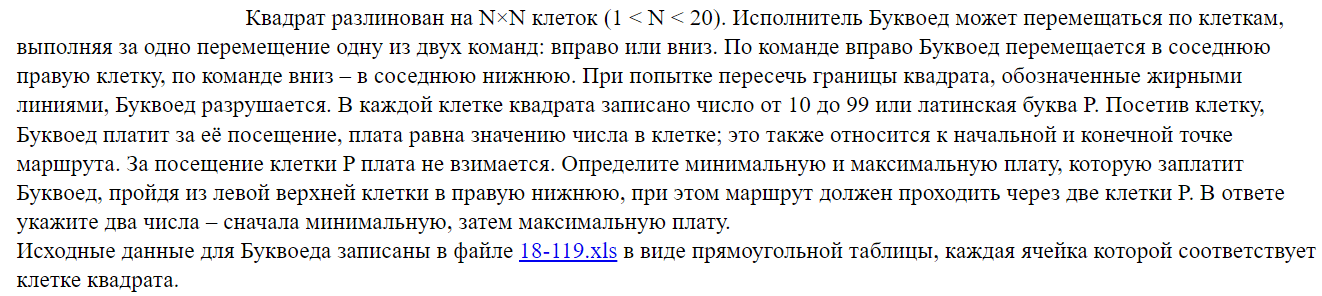 Квадрат разлинован на N×N клеток (1 < N < 20). Исполнитель Буквоед может перемещаться по клеткам,
выполняя за одно перемещение одну из двух команд: вправо или вниз. По команде вправо Буквоед перемещается в соседнюю
правую клетку, по команде вниз – в соседнюю нижнюю. При попытке пересечь границы квадрата, обозначенные жирными
линиями, Буквоед разрушается. В каждой клетке квадрата записано число от 10 до 99 или латинская буква P. Посетив клетку,
Буквоед платит за её посещение, плата равна значению числа в клетке; это также относится к начальной и конечной точке
маршрута. За посещение клетки P плата не взимается. Определите минимальную и максимальную плату, которую заплатит
Буквоед, пройдя из левой верхней клетки в правую нижнюю, при этом маршрут должен проходить через две клетки P. В ответе
укажите два числа – сначала минимальную, затем максимальную плату.
Исходные данные для Буквоеда записаны в файле 18-119.xls в виде прямоугольной таблицы, каждая ячейка которой соответствует
клетке квадрата.